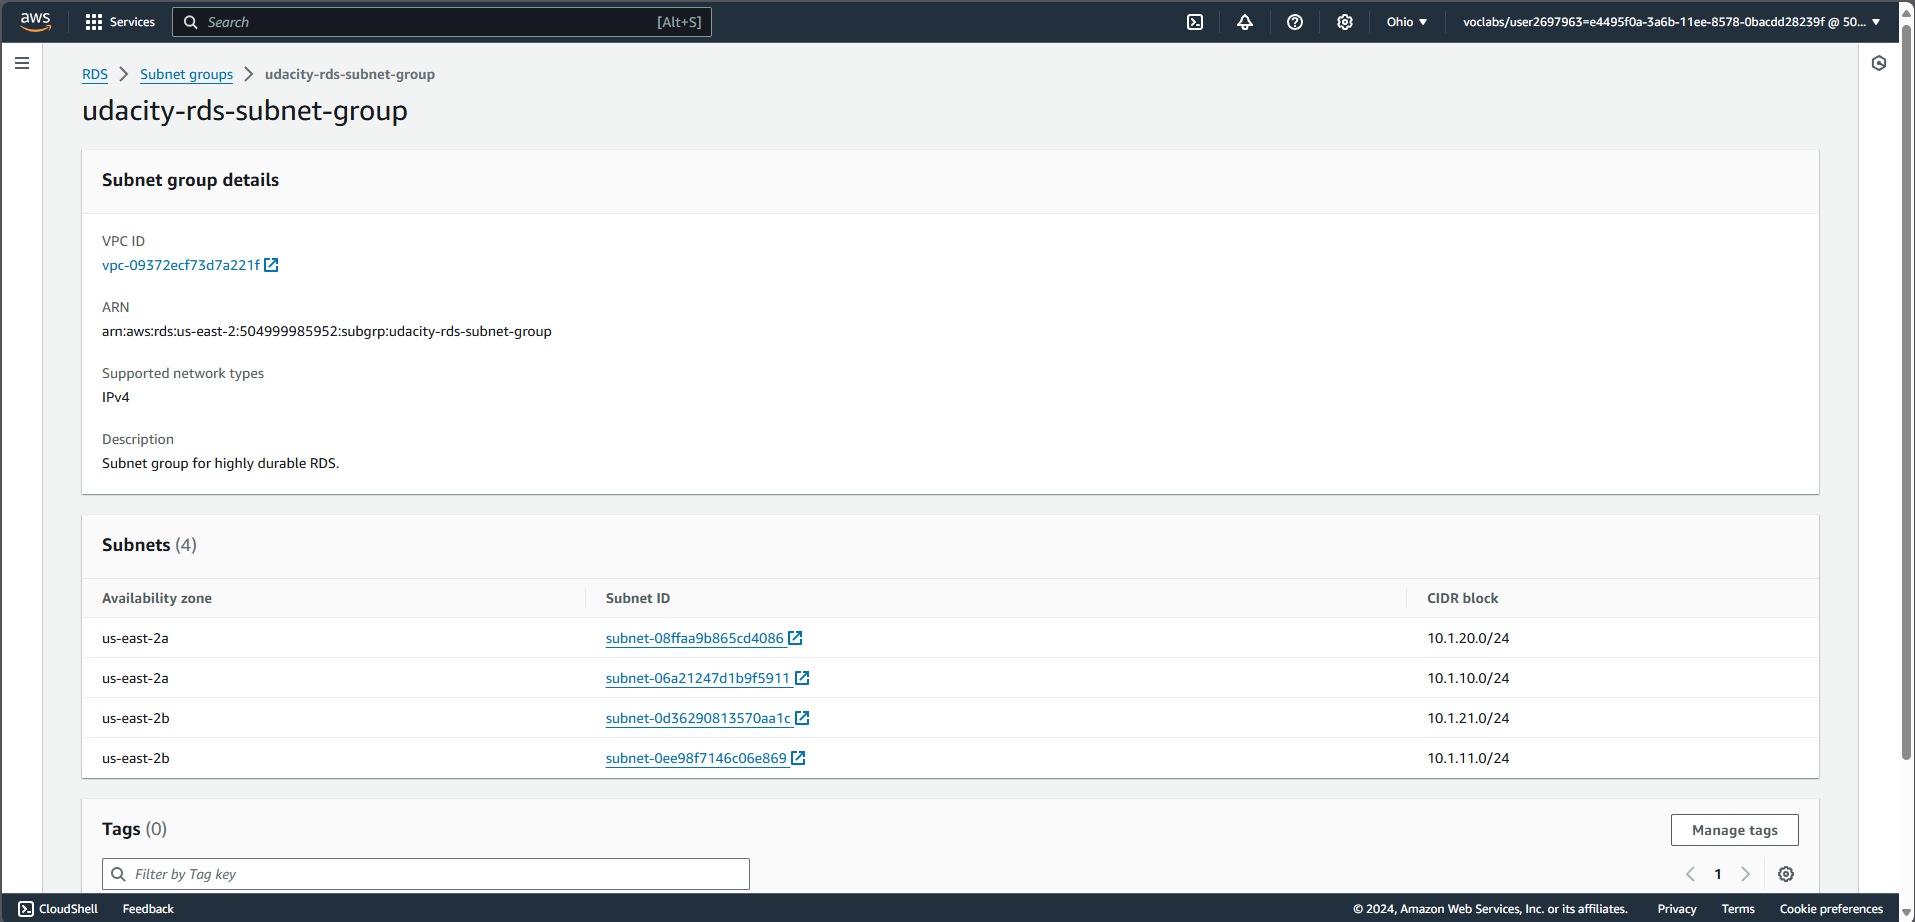 aws Services Search [Alt+S] Ohio voclabs/user2697963=e4495f0a-3a6b-11ee-8578-0bacdd28239f @ 50...
RDS Subnet groups udacity-rds-subnet-group
udacity-rds-subnet-group
Subnet group details
VPC ID
vpc-09372ecf73d7a221f
ARN
arn:aws:rds:us-east-2:504999985952:subgrp:udacity-rds-subnet-group
Supported network types
IPv4
Description
Subnet group for highly durable RDS.
Subnets (4)
Availability zone Subnet ID CIDR block
us-east-2a subnet-08ffaa9b865cd4086 10.1.20.0/24
us-east-2a subnet-06a21247d1b9f5911 10.1.10.0/24
us-east-2b subnet-0d36290813570aa1c 10.1.21.0/24
us-east-2b subnet-0ee98f7146c06e869 10.1.11.0/24
Tags (0) Manage tags
Filter by Tag key 1
CloudShell Feedback © 2024, Amazon Web Services, Inc. or its affiliates. Privacy Terms Cookie preferences